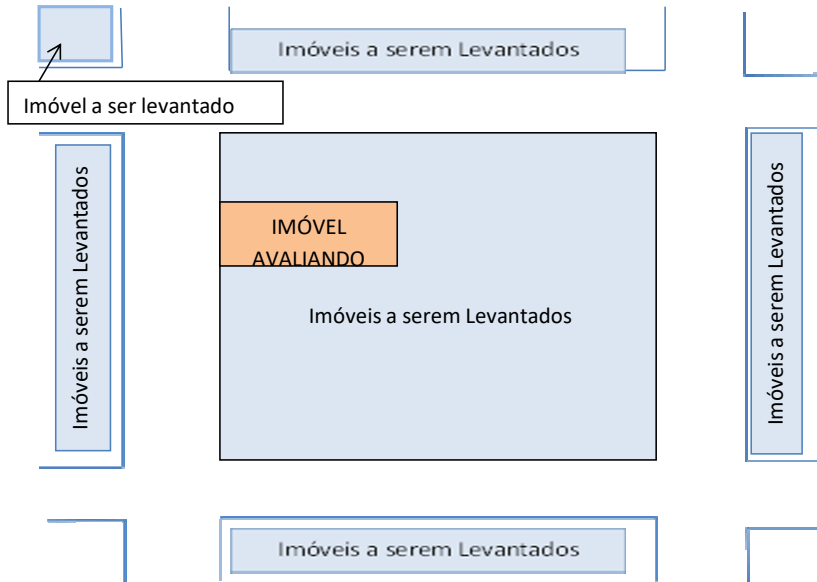 Imóveis a serem Levantados
Imóvel a ser levantado
Imóveis a serem Levantados
IMÓVEL
AVALIANDO
Imóveis a serem Levantados
Imóveis a serem Levantados
Imóveis a serem Levantados